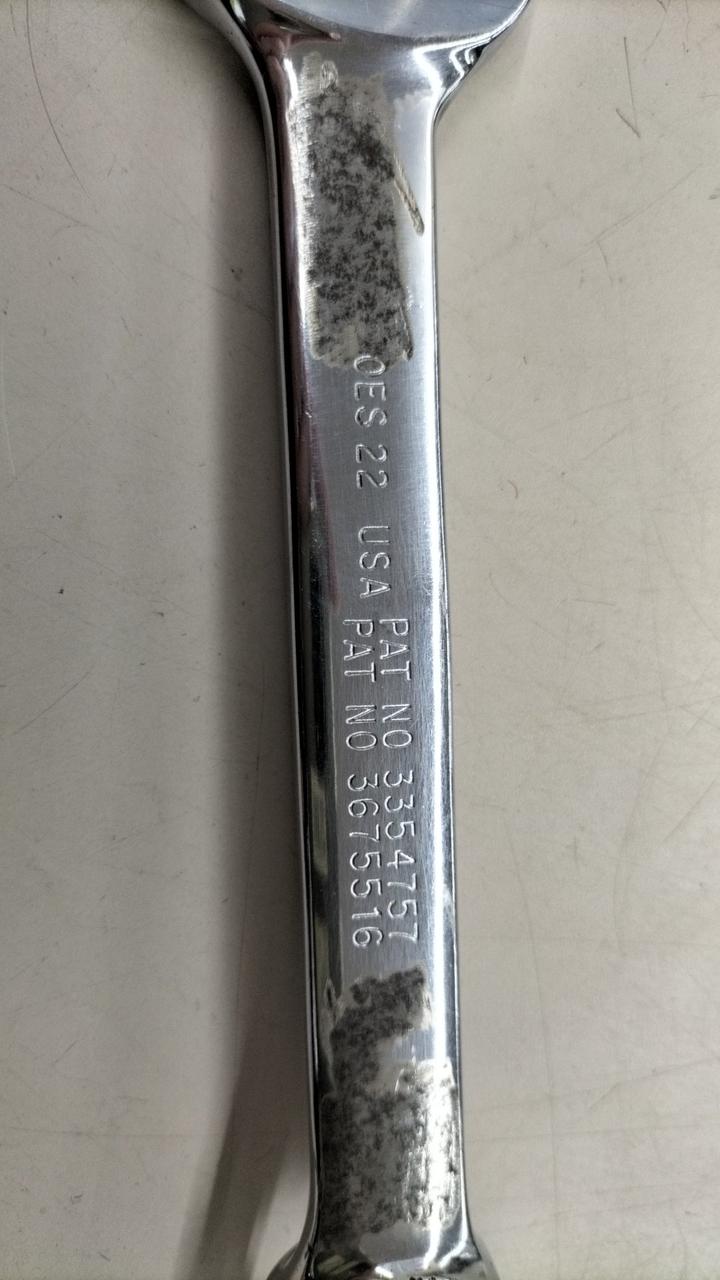 PAT NO 3354757
OES 22 USA PAT NO 3675516